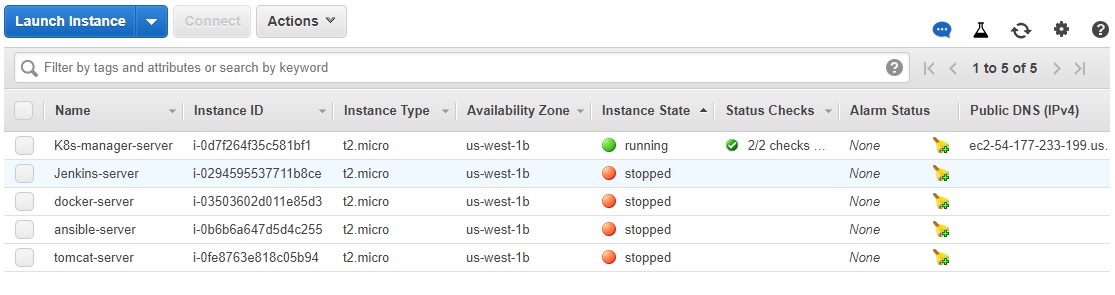 Launch Instance Connect Actions
Filter by tags and attributes or search by keyword 1 to 5 of 5
Name Instance ID Instance Type Availability Zone Instance State Status Checks Alarm Status Public DNS (IPv4)
K8s-manager-server i-0d7f264f35c581bf1 t2.micro us-west-1b running 2/2 checks ... None ec2-54-177-233-199.us.
Jenkins-server i-0294595537711b8ce t2.micro us-west-1b stopped None
docker-server i-03503602d011e85d3 t2.micro us-west-1b stopped None
ansible-server i-0b6b6a647d5d4c255 t2.micro us-west-1b stopped None
tomcat-server i-0fe8763e818c05b94 t2.micro us-west-1b stopped None